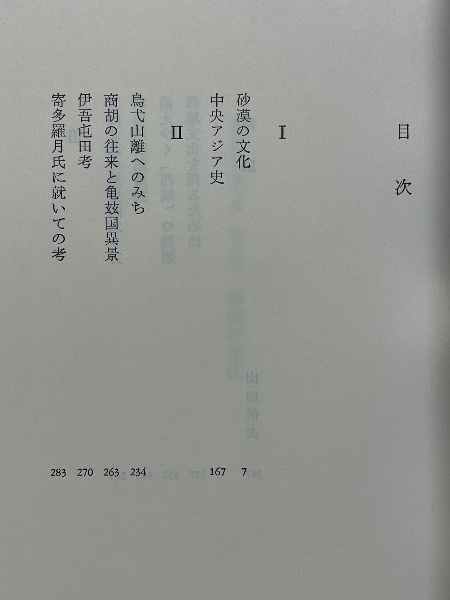 目次
I
砂漠の文化 7
中央アジア史 167
II
烏弋山離へのみち 234
商胡の往来と亀玆国異景 263
伊吾屯田考 270
寄多羅月氏に就いての考 283